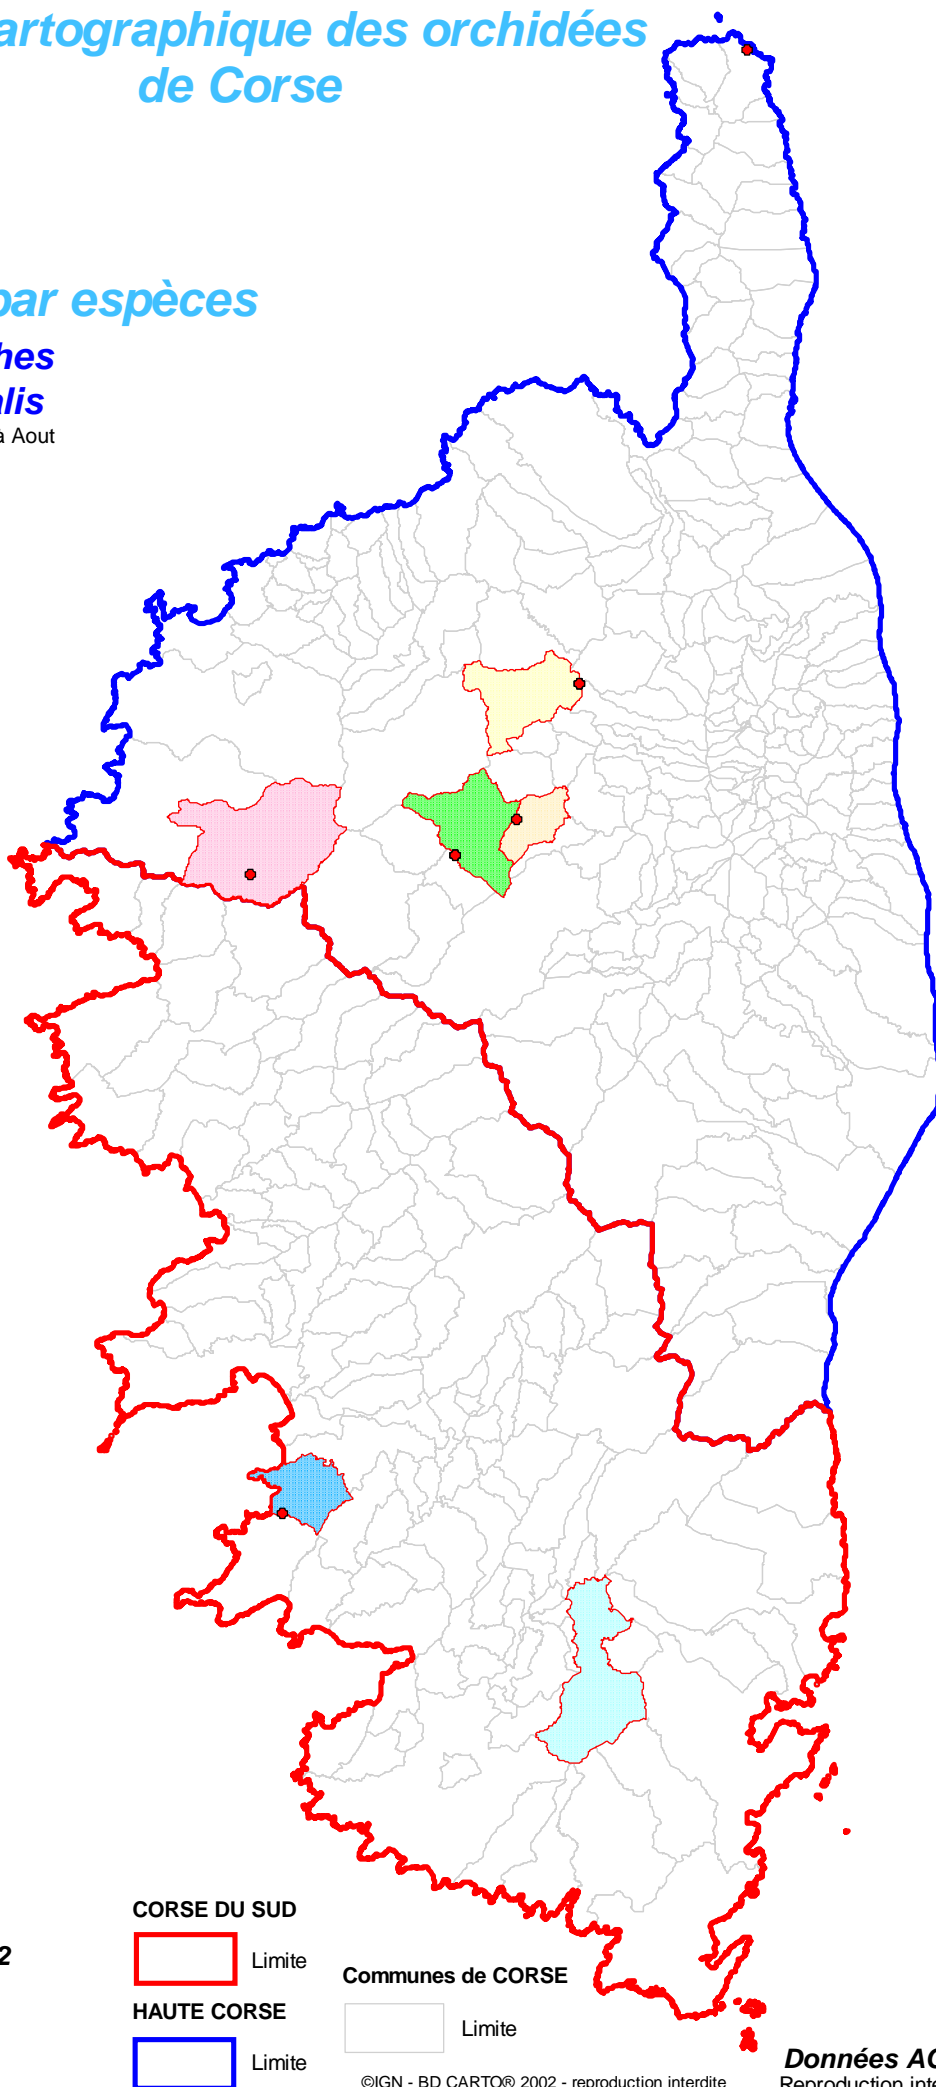 artographique des orchidées
de Corse
par espèces
hes
alis
à Aout
CORSE DU SUD
Limite
HAUTE CORSE
Limite
2
Communes de CORSE
Limite
©IGN - BD CARTO® 2002 - reproduction interdite
Données AC
Reproduction inte